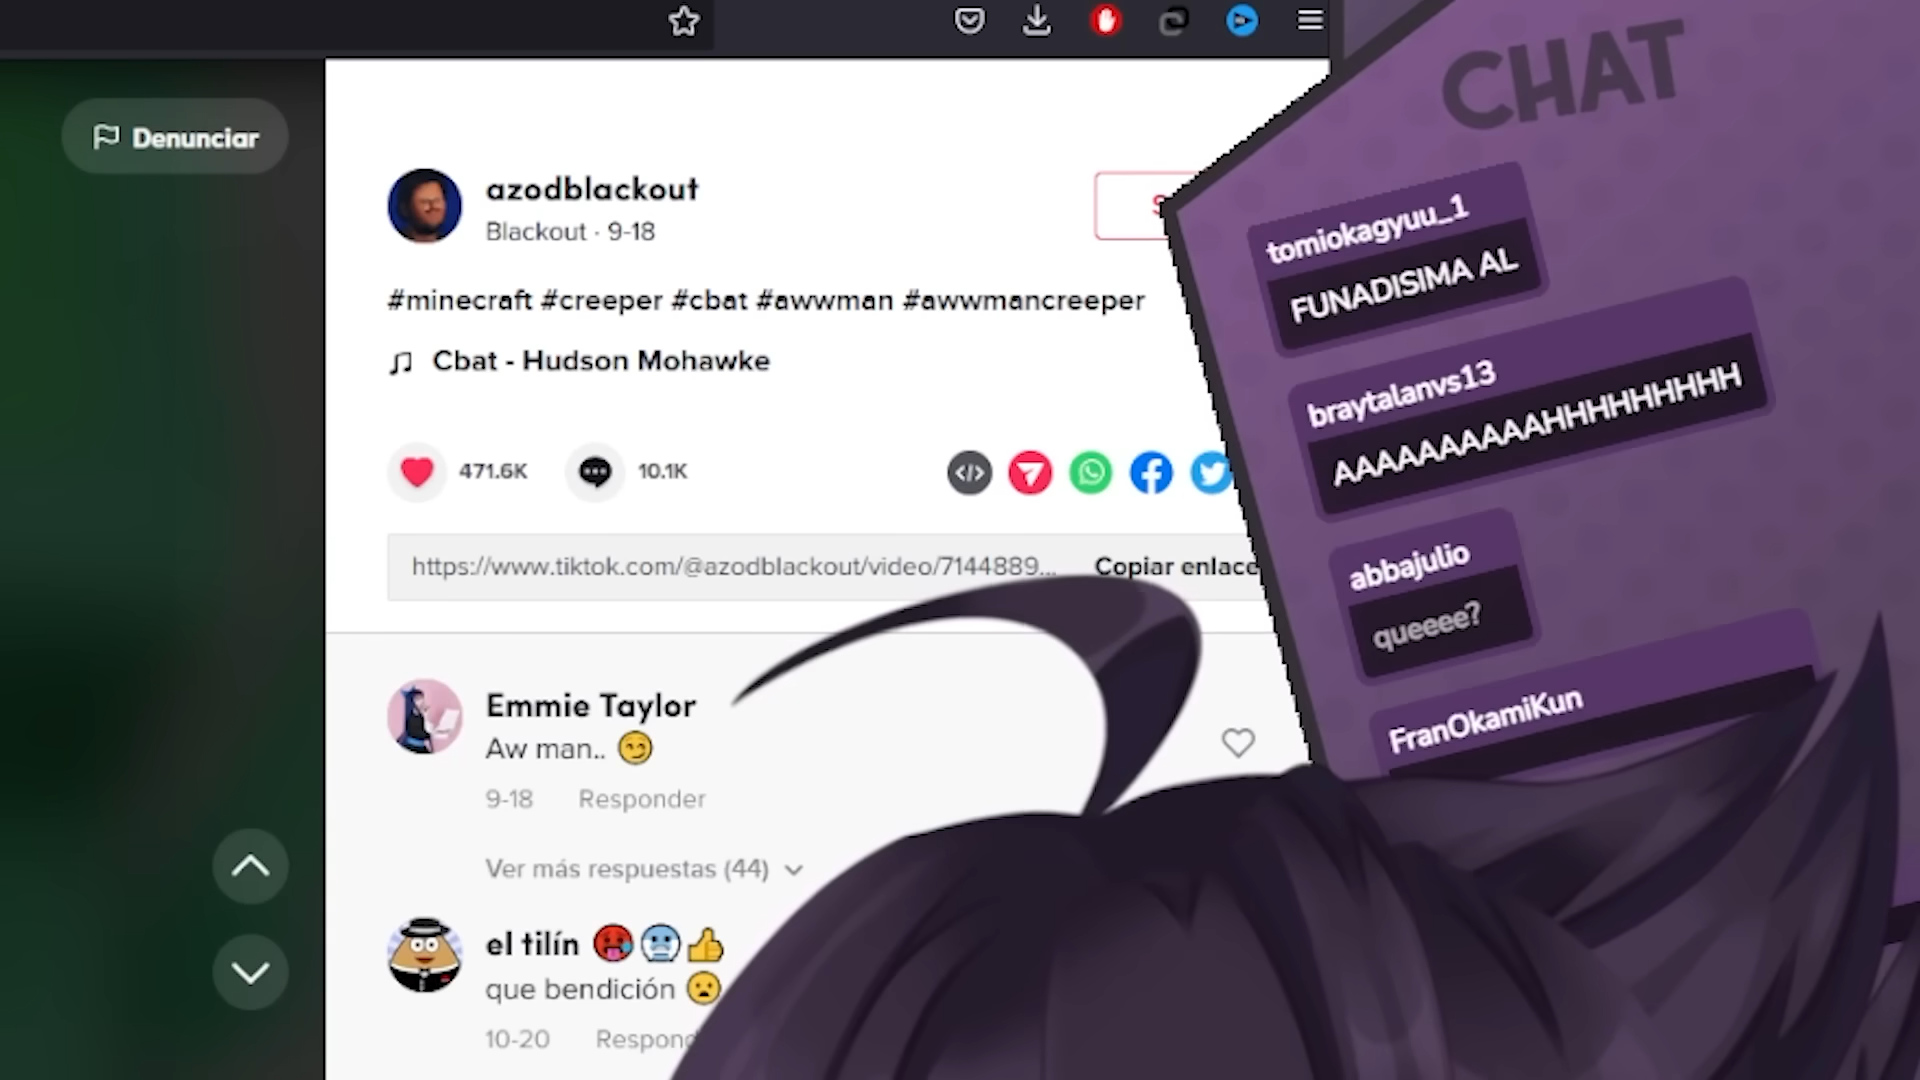 Denunciar
azodblackout
Blackout · 9-18
#minecraft #creeper #cbat #awwman #awwmancreeper
Cbat - Hudson Mohawke
471.6K
10.1K
https://www.tiktok.com/@azodblackout/video/7144889...
Copiar enlace
Emmie Taylor
Aw man.. 😏
9-18 Responder
Ver más respuestas (44)
el tilín 🥵🥶👍
que bendición 😦
10-20
CHAT
tomiokagyuu_1
FUNADISIMA AL
braytalanvs13
AAAAAAAAAHHHHHHHHH
abbajulio
queeee?
FranOkamiKun